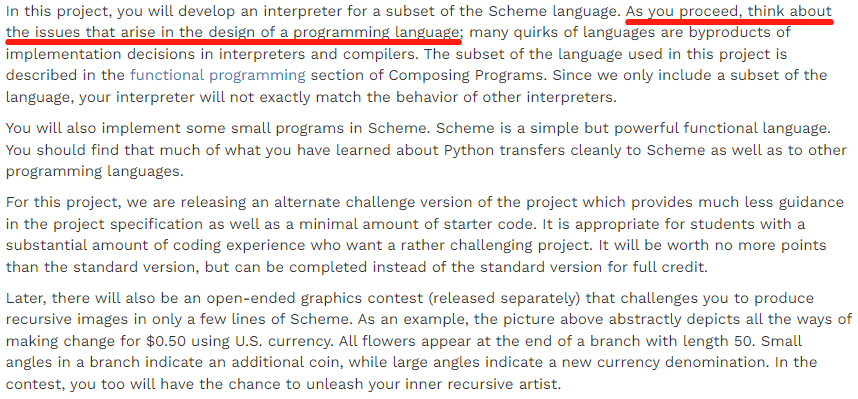 In this project, you will develop an interpreter for a subset of the Scheme language. As you proceed, think about
the issues that arise in the design of a programming language; many quirks of languages are byproducts of
implementation decisions in interpreters and compilers. The subset of the language used in this project is
described in the functional programming section of Composing Programs. Since we only include a subset of the
language, your interpreter will not exactly match the behavior of other interpreters.
You will also implement some small programs in Scheme. Scheme is a simple but powerful functional language.
You should find that much of what you have learned about Python transfers cleanly to Scheme as well as to other
programming languages.
For this project, we are releasing an alternate challenge version of the project which provides much less guidance
in the project specification as well as a minimal amount of starter code. It is appropriate for students with a
substantial amount of coding experience who want a rather challenging project. It will be worth no more points
than the standard version, but can be completed instead of the standard version for full credit.
Later, there will also be an open-ended graphics contest (released separately) that challenges you to produce
recursive images in only a few lines of Scheme. As an example, the picture above abstractly depicts all the ways of
making change for $0.50 using U.S. currency. All flowers appear at the end of a branch with length 50. Small
angles in a branch indicate an additional coin, while large angles indicate a new currency denomination. In the
contest, you too will have the chance to unleash your inner recursive artist.